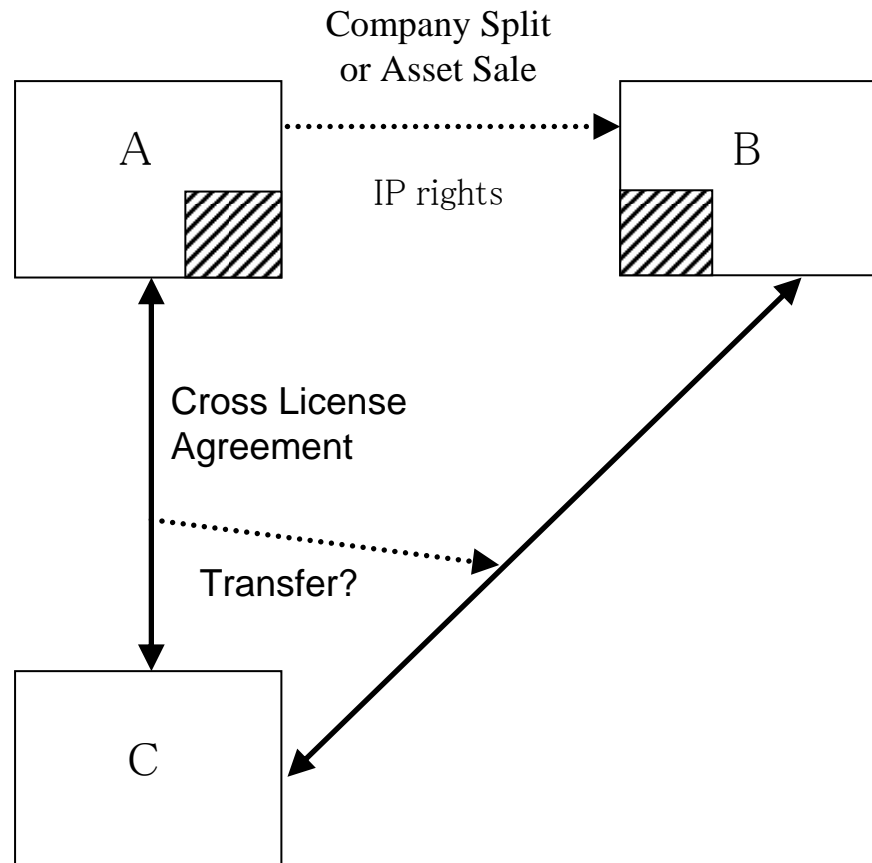 Company Split
or Asset Sale
A
B
IP rights
Cross License
Agreement
Transfer?
C